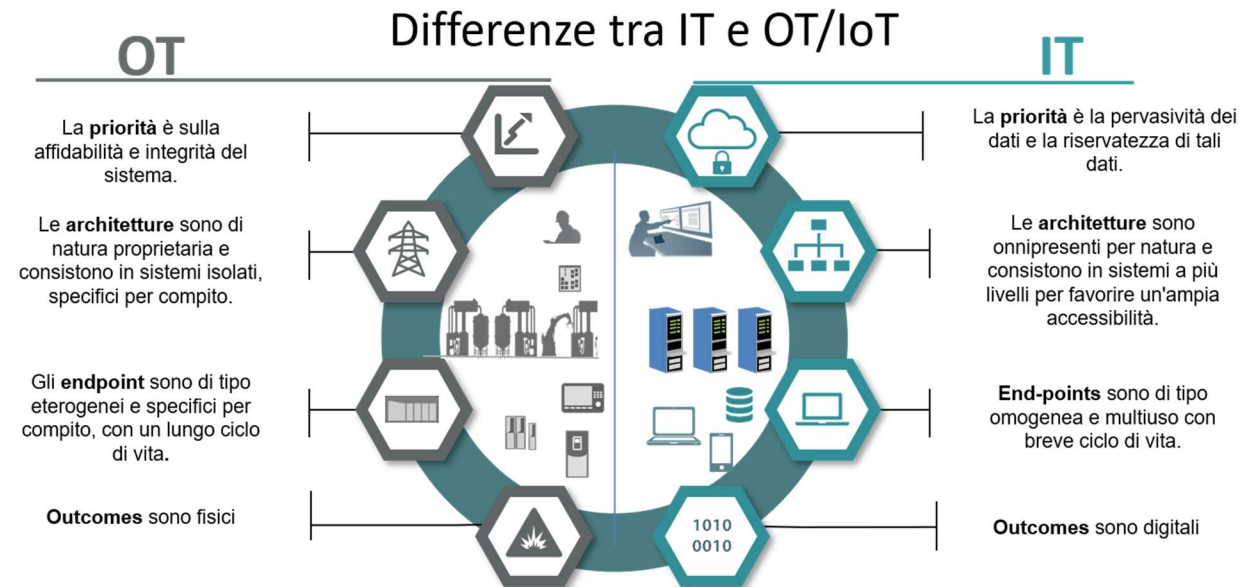 Differenze tra IT e OT/IoT
OT
La priorità è sulla
affidabilità e integrità del
sistema.
Le architetture sono di
natura proprietaria e
consistono in sistemi isolati,
specifici per compito.
Gli endpoint sono di tipo
eterogenei e specifici per
compito, con un lungo ciclo
di vita.
Outcomes sono fisici
IT
La priorità è la pervasività dei
dati e la riservatezza di tali
dati.
Le architetture sono
onnipresenti per natura e
consistono in sistemi a più
livelli per favorire un'ampia
accessibilità.
End-points sono di tipo
omogenea e multiuso con
breve ciclo di vita.
Outcomes sono digitali
1010
0010